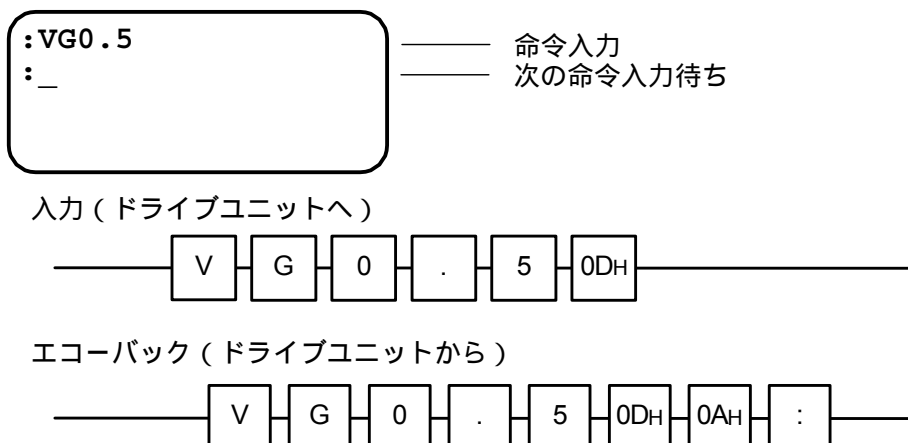 :VG0.5
命令入力
:_
次の命令入力待ち
入力（ドライブユニットへ）
V G 0 . 5 0DH
エコーバック（ドライブユニットから）
V G 0 . 5 0DH 0AH :